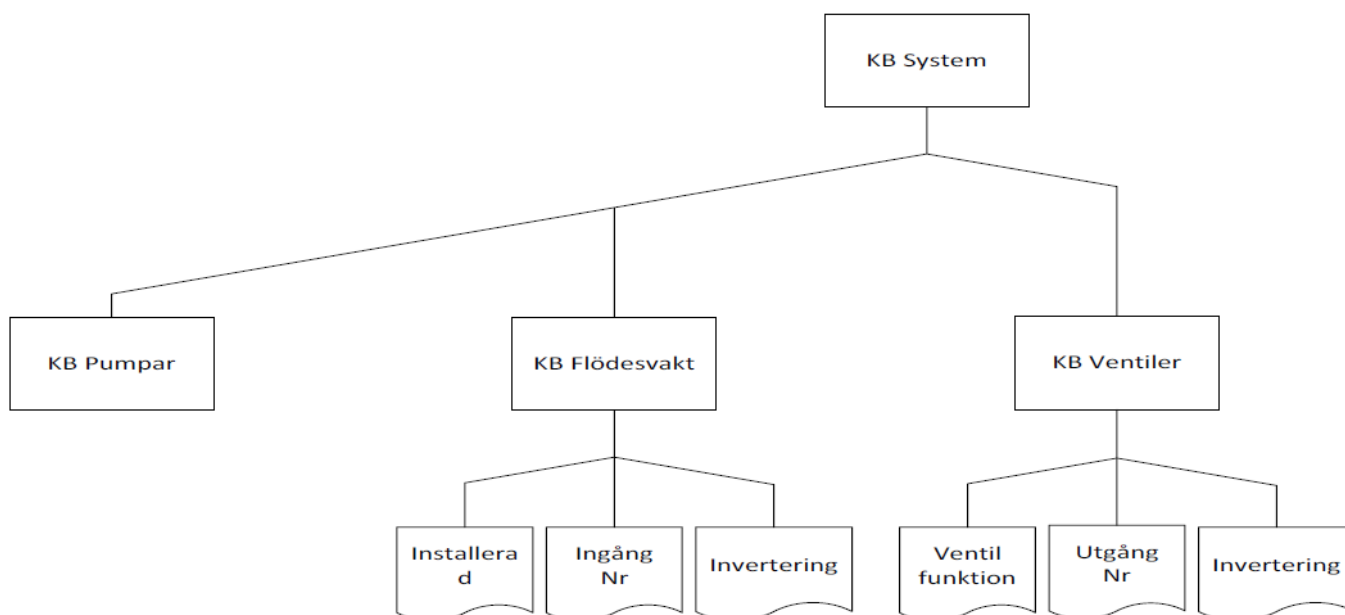 KB System
KB Pumpar
KB Flödesvakt
KB Ventiler
Installera
d
Ingång
Nr
Invertering
Ventil
funktion
Utgång
Nr
Invertering